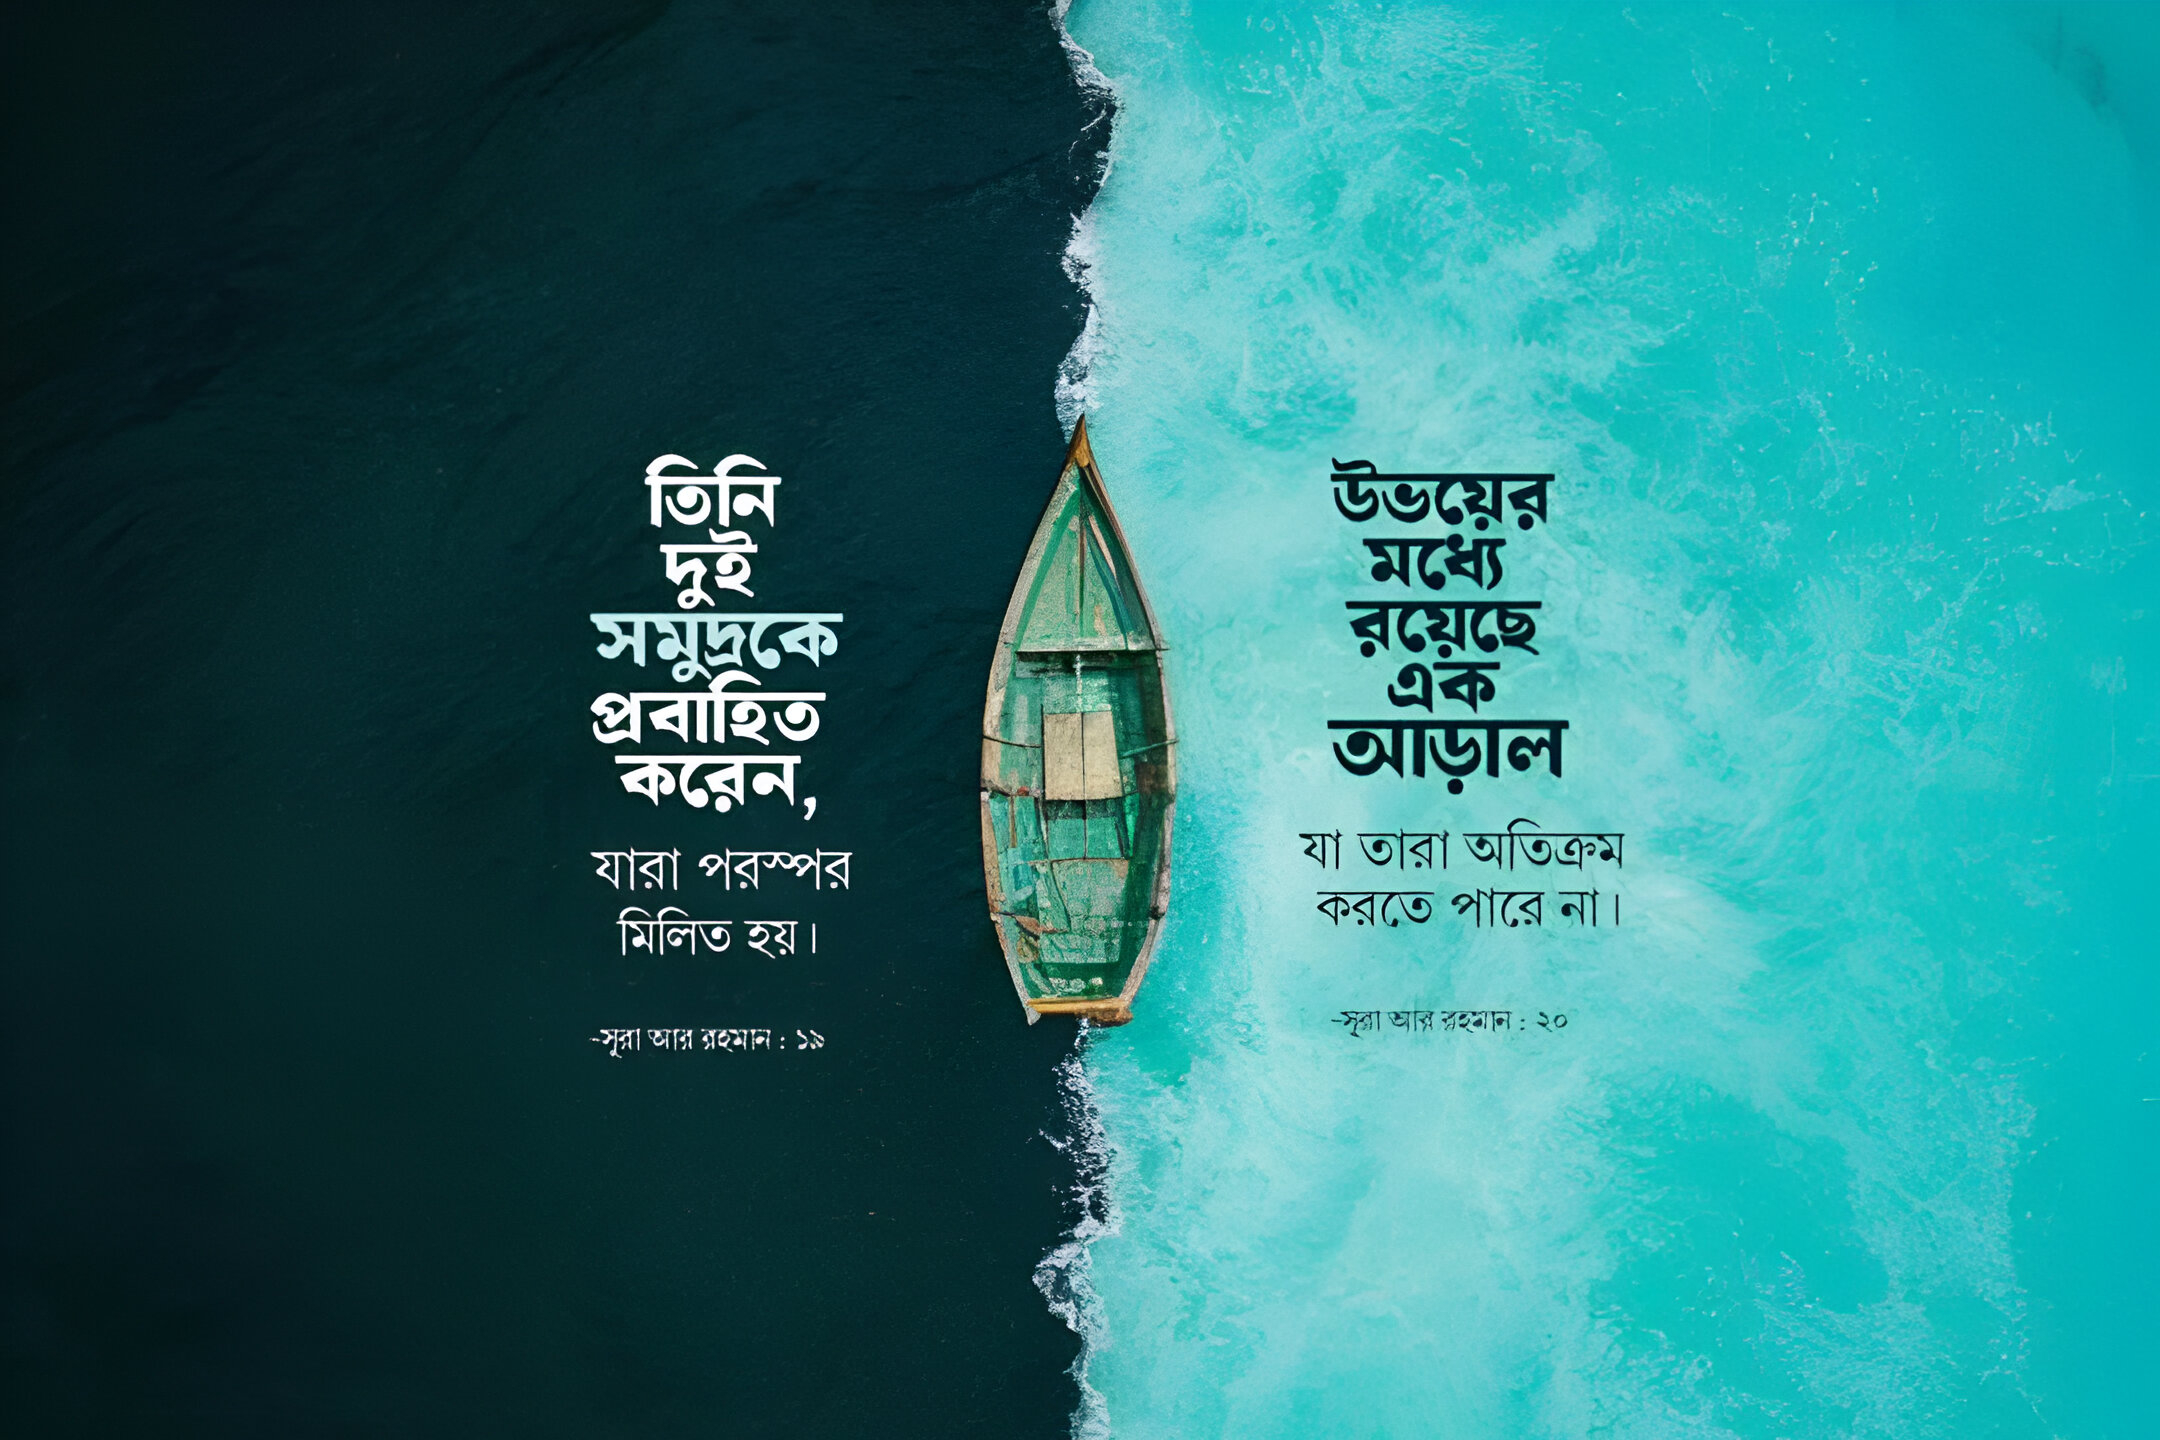 তিনি
দুই
সমুদ্রকে
প্রবাহিত
করেন,
যারা পরস্পর
মিলিত হয়।
-সূরা আর রহমান : ১৯
উভয়ের
মধ্যে
রয়েছে
এক
আড়াল
যা তারা অতিক্রম
করতে পারে না।
-সূরা আর রহমান : ২০